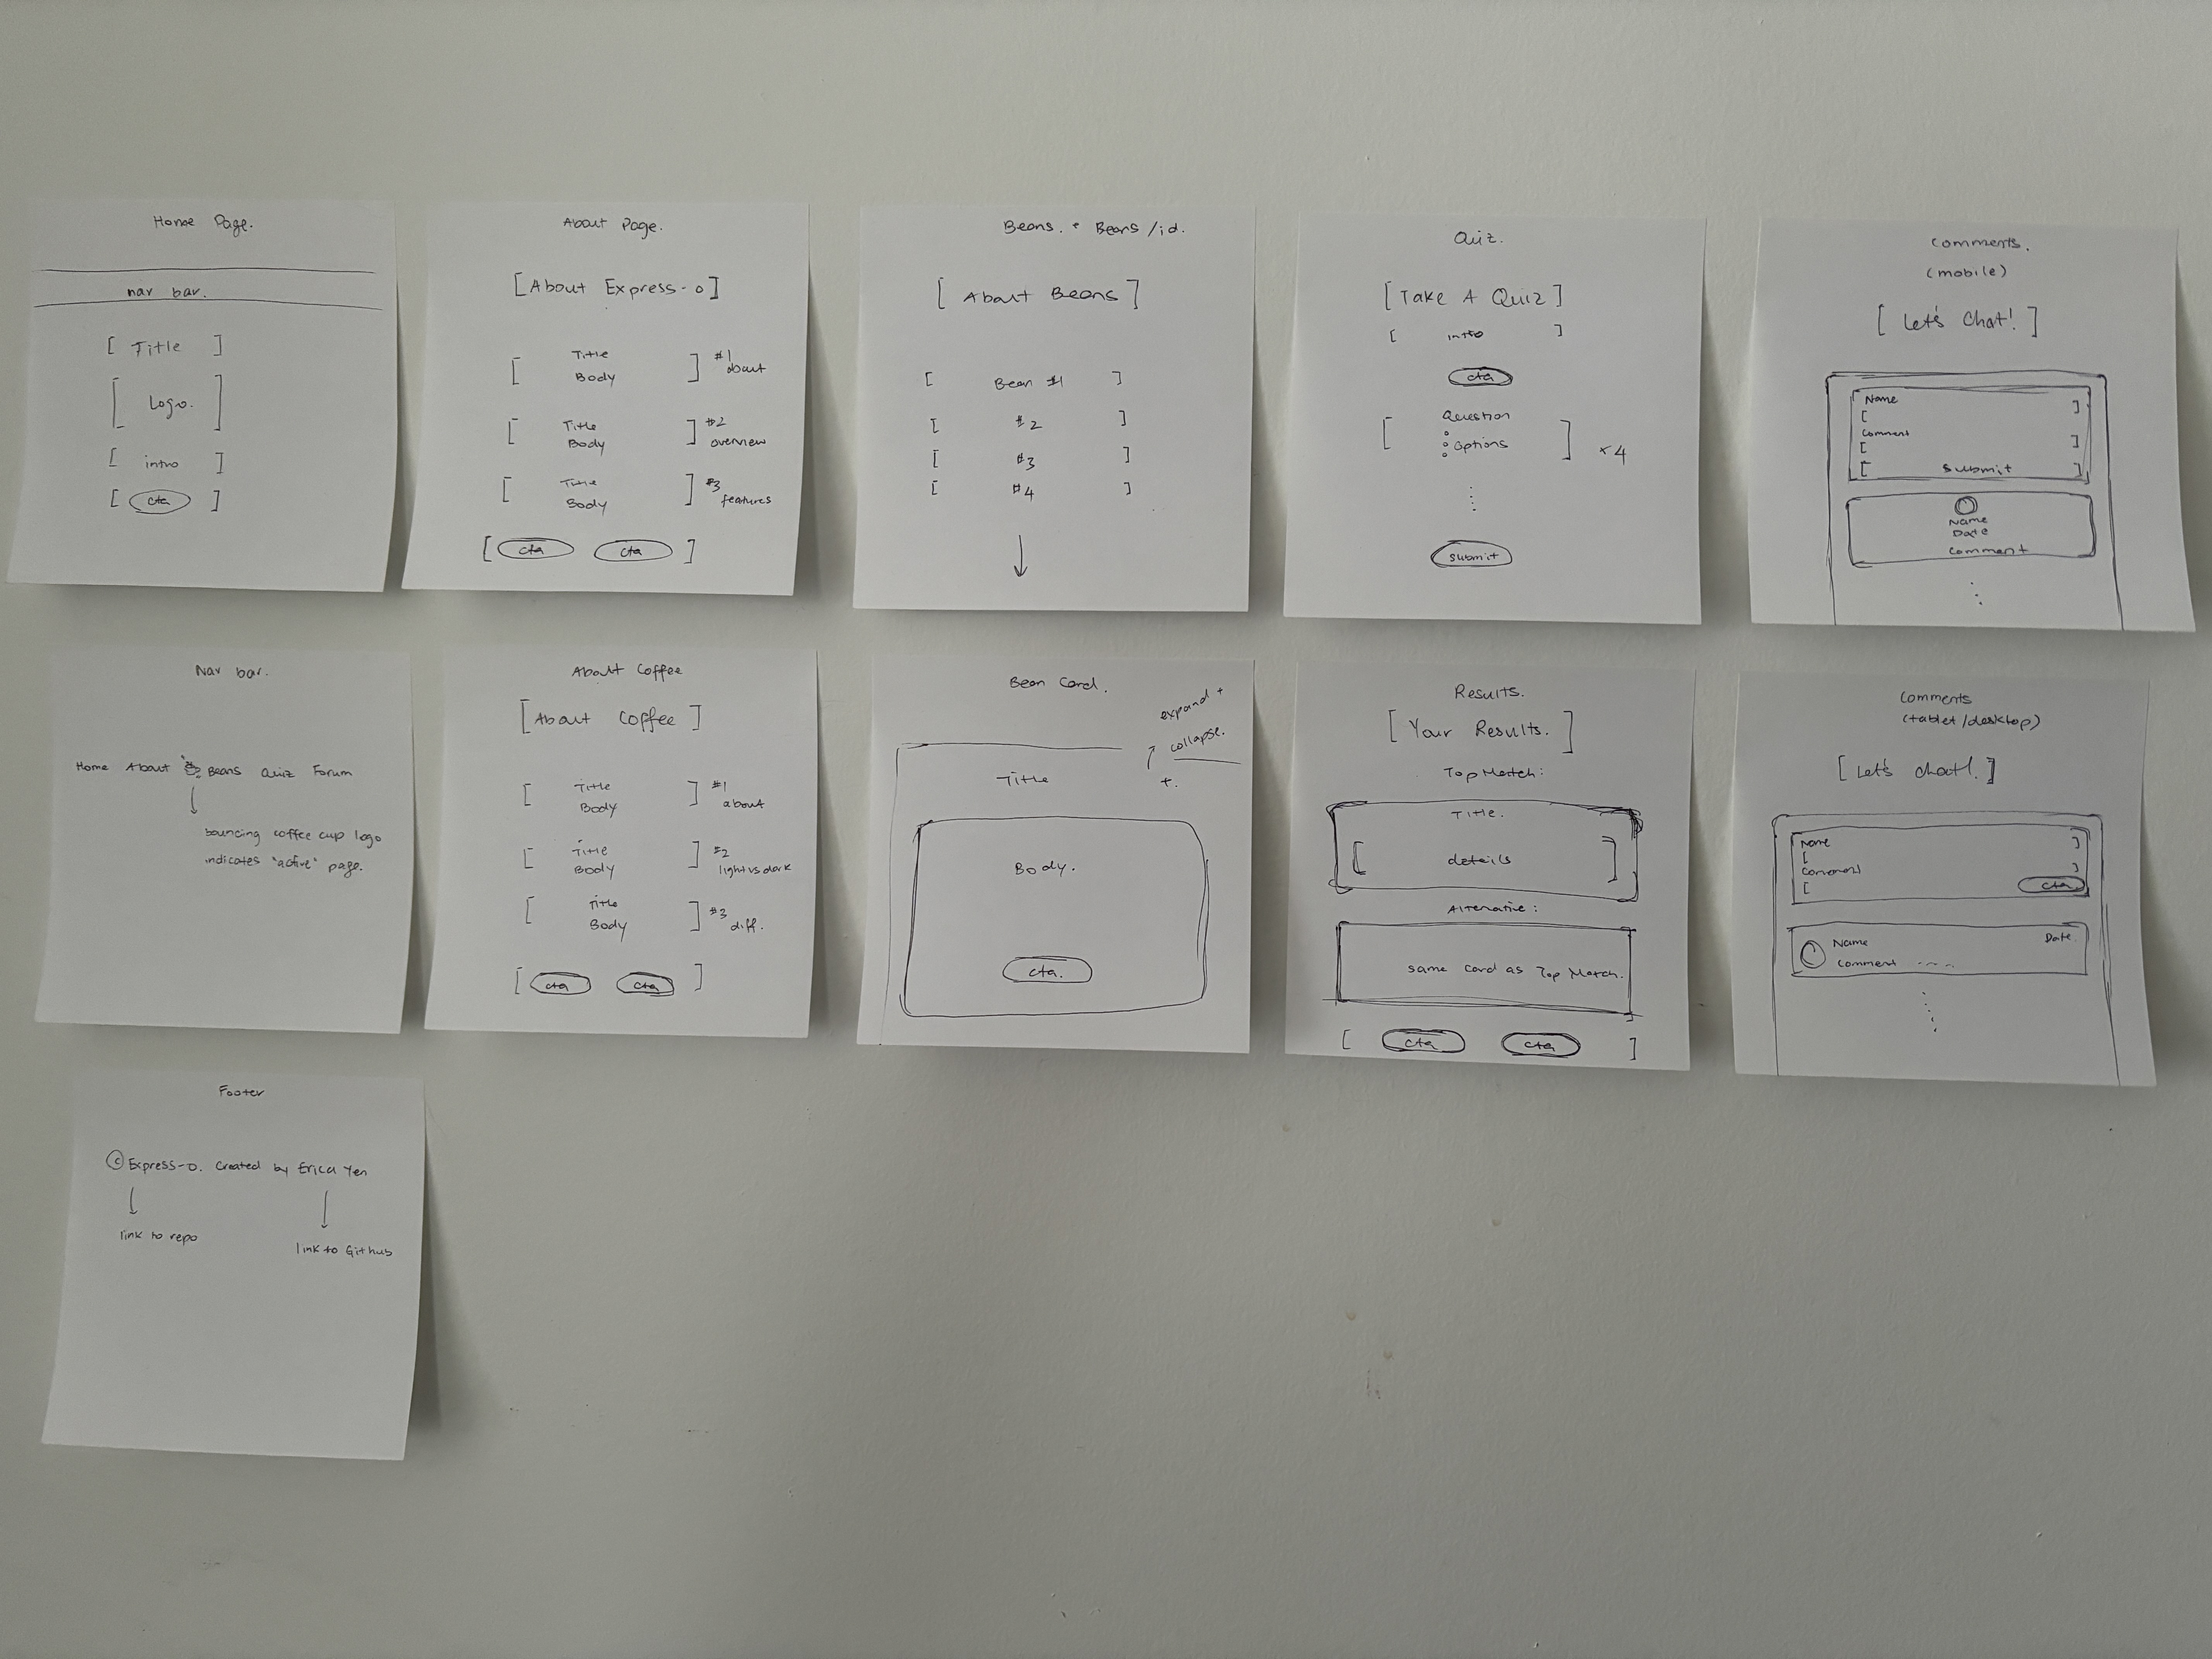 Home Page.
nav bar.
[ Title ]
[ Logo. ]
[ intro ]
[ cta ]
About Page.
[About Express-o]
[ Title
Body ] #1
about
[ Title
Body ] #2
overview
[ Title
Body ] #3
features
[ cta cta ]
Beans. + Beans/id.
[ About Beans ]
[ Bean #1 ]
[ #2 ]
[ #3 ]
[ #4 ]
Quiz.
[Take A Quiz]
[ intro ]
cta
[ Question
Options ] x4
submit
Comments.
(mobile)
[ Let's Chat! ]
Name
[ ]
Comment
[ ]
[ Submit ]
Name
Date
Comment
Nav bar.
Home About Beans Quiz Forum
bouncing coffee cup logo
indicates "active" page.
About Coffee
[About Coffee]
[ Title
Body ] #1
about
[ Title
Body ] #2
light vs dark
[ Title
Body ] #3
diff.
[ cta cta ]
Bean Card.
expand +
collapse.
Title
+.
Body.
cta.
Results.
[ Your Results. ]
Top Match:
Title.
[ details ]
Alternative:
same card as Top Match.
[ cta cta ]
Comments
(tablet/desktop)
[ Let's chat!. ]
Name
[ ]
Comment
[ ]
cta
Name Date.
Comment
Footer
© Express-o. Created by Erica Yen
link to repo
link to Github